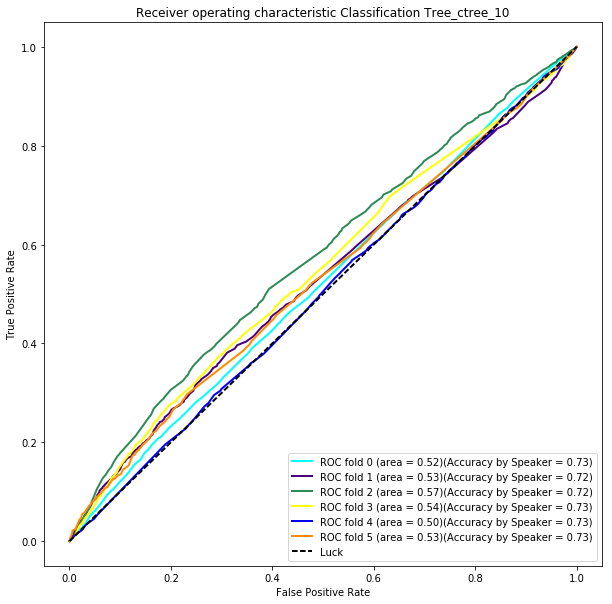 Receiver operating characteristic Classification Tree_ctree_10
True Positive Rate
1.0
0.8
0.6
0.4
0.2
0.0
0.0 0.2 0.4 0.6 0.8 1.0
False Positive Rate
ROC fold 0 (area = 0.52)(Accuracy by Speaker = 0.73)
ROC fold 1 (area = 0.53)(Accuracy by Speaker = 0.72)
ROC fold 2 (area = 0.57)(Accuracy by Speaker = 0.72)
ROC fold 3 (area = 0.54)(Accuracy by Speaker = 0.73)
ROC fold 4 (area = 0.50)(Accuracy by Speaker = 0.73)
ROC fold 5 (area = 0.53)(Accuracy by Speaker = 0.73)
Luck